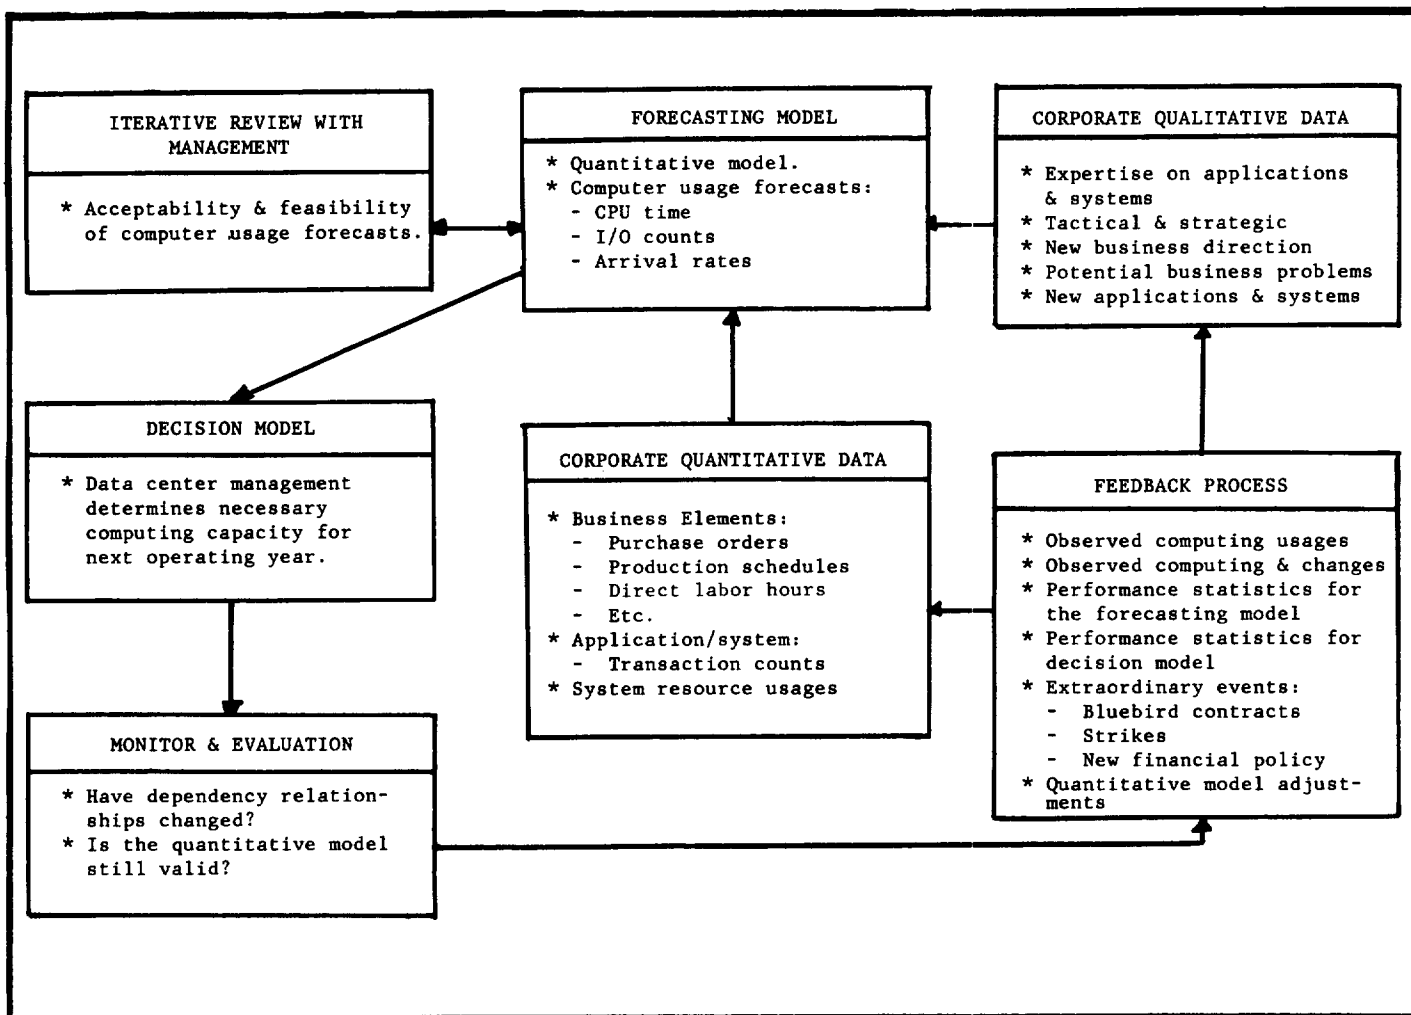 ITERATIVE REVIEW WITH
MANAGEMENT
* Acceptability & feasibility
of computer usage forecasts.
FORECASTING MODEL
* Quantitative model.
* Computer usage forecasts:
- CPU time
- I/O counts
- Arrival rates
CORPORATE QUALITATIVE DATA
* Expertise on applications
& systems
* Tactical & strategic
* New business direction
* Potential business problems
* New applications & systems
DECISION MODEL
* Data center management
determines necessary
computing capacity for
next operating year.
CORPORATE QUANTITATIVE DATA
* Business Elements:
- Purchase orders
- Production schedules
- Direct labor hours
- Etc.
* Application/system:
- Transaction counts
* System resource usages
FEEDBACK PROCESS
* Observed computing usages
* Observed computing & changes
* Performance statistics for
the forecasting model
* Performance statistics for
decision model
* Extraordinary events:
- Bluebird contracts
- Strikes
- New financial policy
* Quantitative model adjust-
ments
MONITOR & EVALUATION
* Have dependency relation-
ships changed?
* Is the quantitative model
still valid?